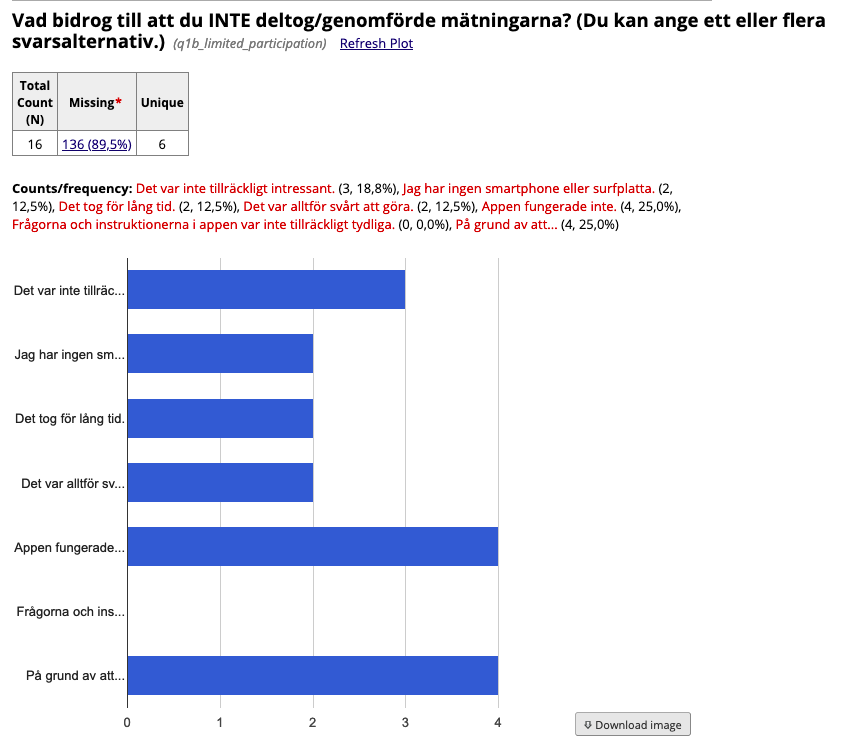 Vad bidrog till att du INTE deltog/genomförde mätningarna? (Du kan ange ett eller flera
svarsalternativ.) (q1b_limited_participation) Refresh Plot
Total Count (N) Missing* Unique
16 136 (89,5%) 6
Counts/frequency: Det var inte tillräckligt intressant. (3, 18,8%), Jag har ingen smartphone eller surfplatta. (2,
12,5%), Det tog för lång tid. (2, 12,5%), Det var alltför svårt att göra. (2, 12,5%), Appen fungerade inte. (4, 25,0%),
Frågorna och instruktionerna i appen var inte tillräckligt tydliga. (0, 0,0%), På grund av att... (4, 25,0%)
Det var inte tillräc...
Jag har ingen sm...
Det tog för lång tid.
Det var alltför sv...
Appen fungerade...
Frågorna och ins...
På grund av att...
0 1 2 3 4
Download image